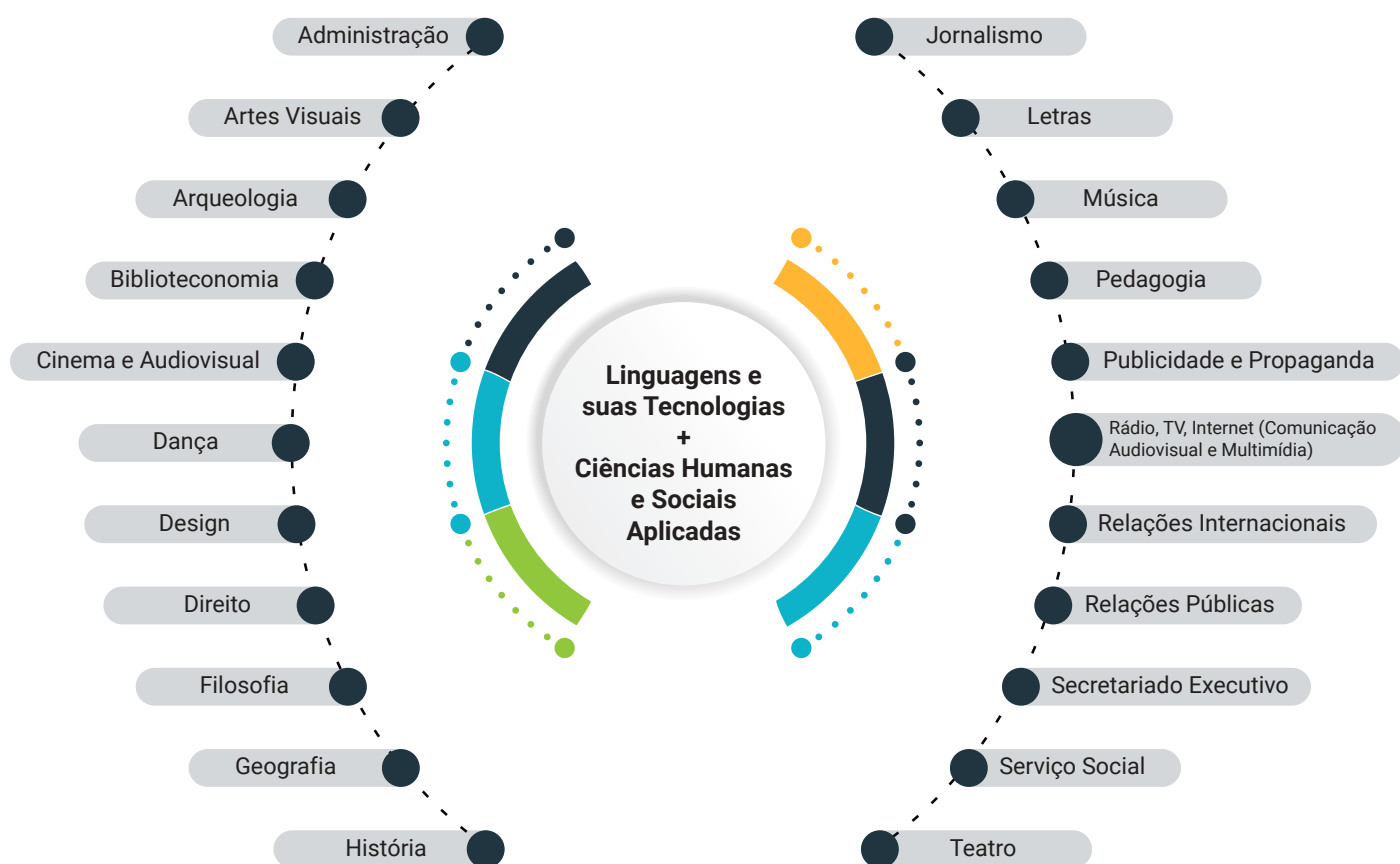 Administração
Artes Visuais
Arqueologia
Biblioteconomia
Cinema e Audiovisual
Dança
Design
Direito
Filosofia
Geografia
História
Linguagens e
suas Tecnologias
+
Ciências Humanas
e Sociais
Aplicadas
Jornalismo
Letras
Música
Pedagogia
Publicidade e Propaganda
Rádio, TV, Internet (Comunicação
Audiovisual e Multimídia)
Relações Internacionais
Relações Públicas
Secretariado Executivo
Serviço Social
Teatro